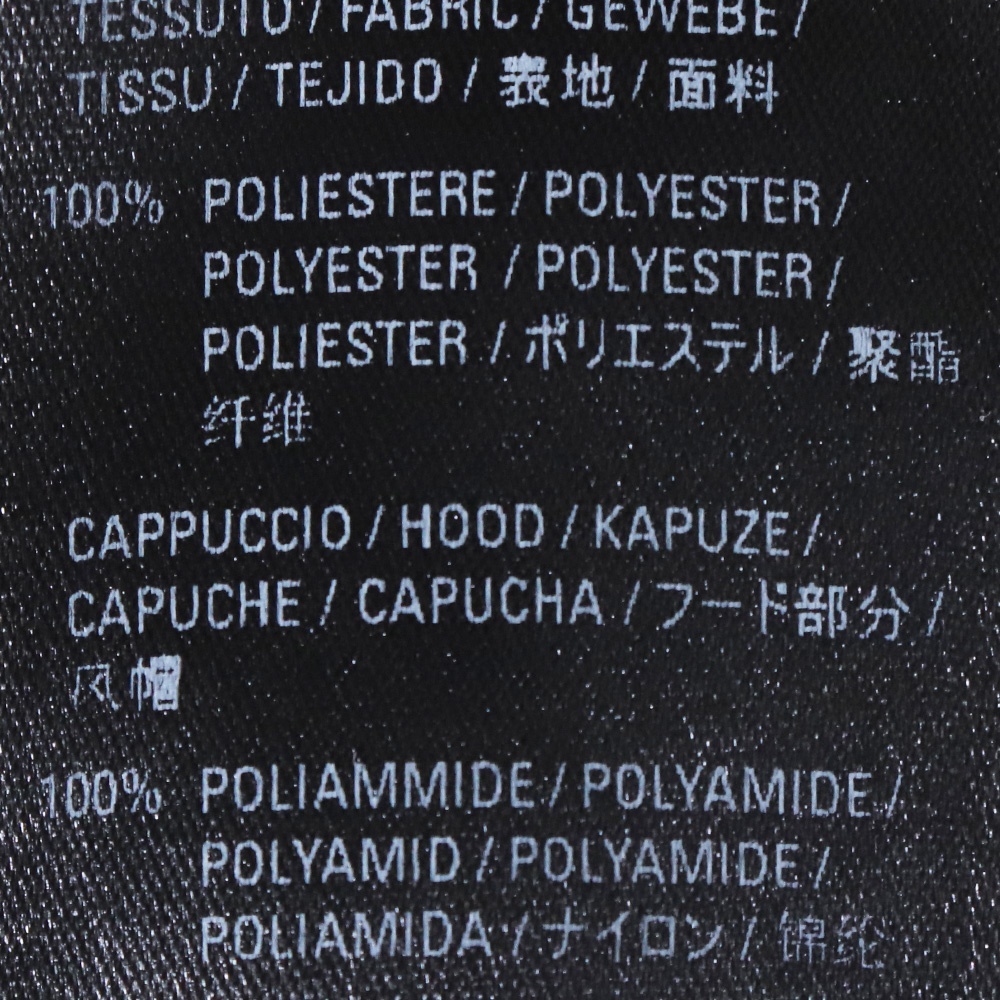 TESSUTO / FABRIC / GEWEBE /
TISSU / TEJIDO / 表地 / 面料
100% POLIESTERE / POLYESTER /
POLYESTER / POLYESTER /
POLIESTER / ポリエステル / 聚酯
纤维
CAPPUCCIO / HOOD / KAPUZE /
CAPUCHE / CAPUCHA / フード部分 /
风帽
100% POLIAMMIDE / POLYAMIDE /
POLYAMID / POLYAMIDE /
POLIAMIDA / ナイロン / 锦纶